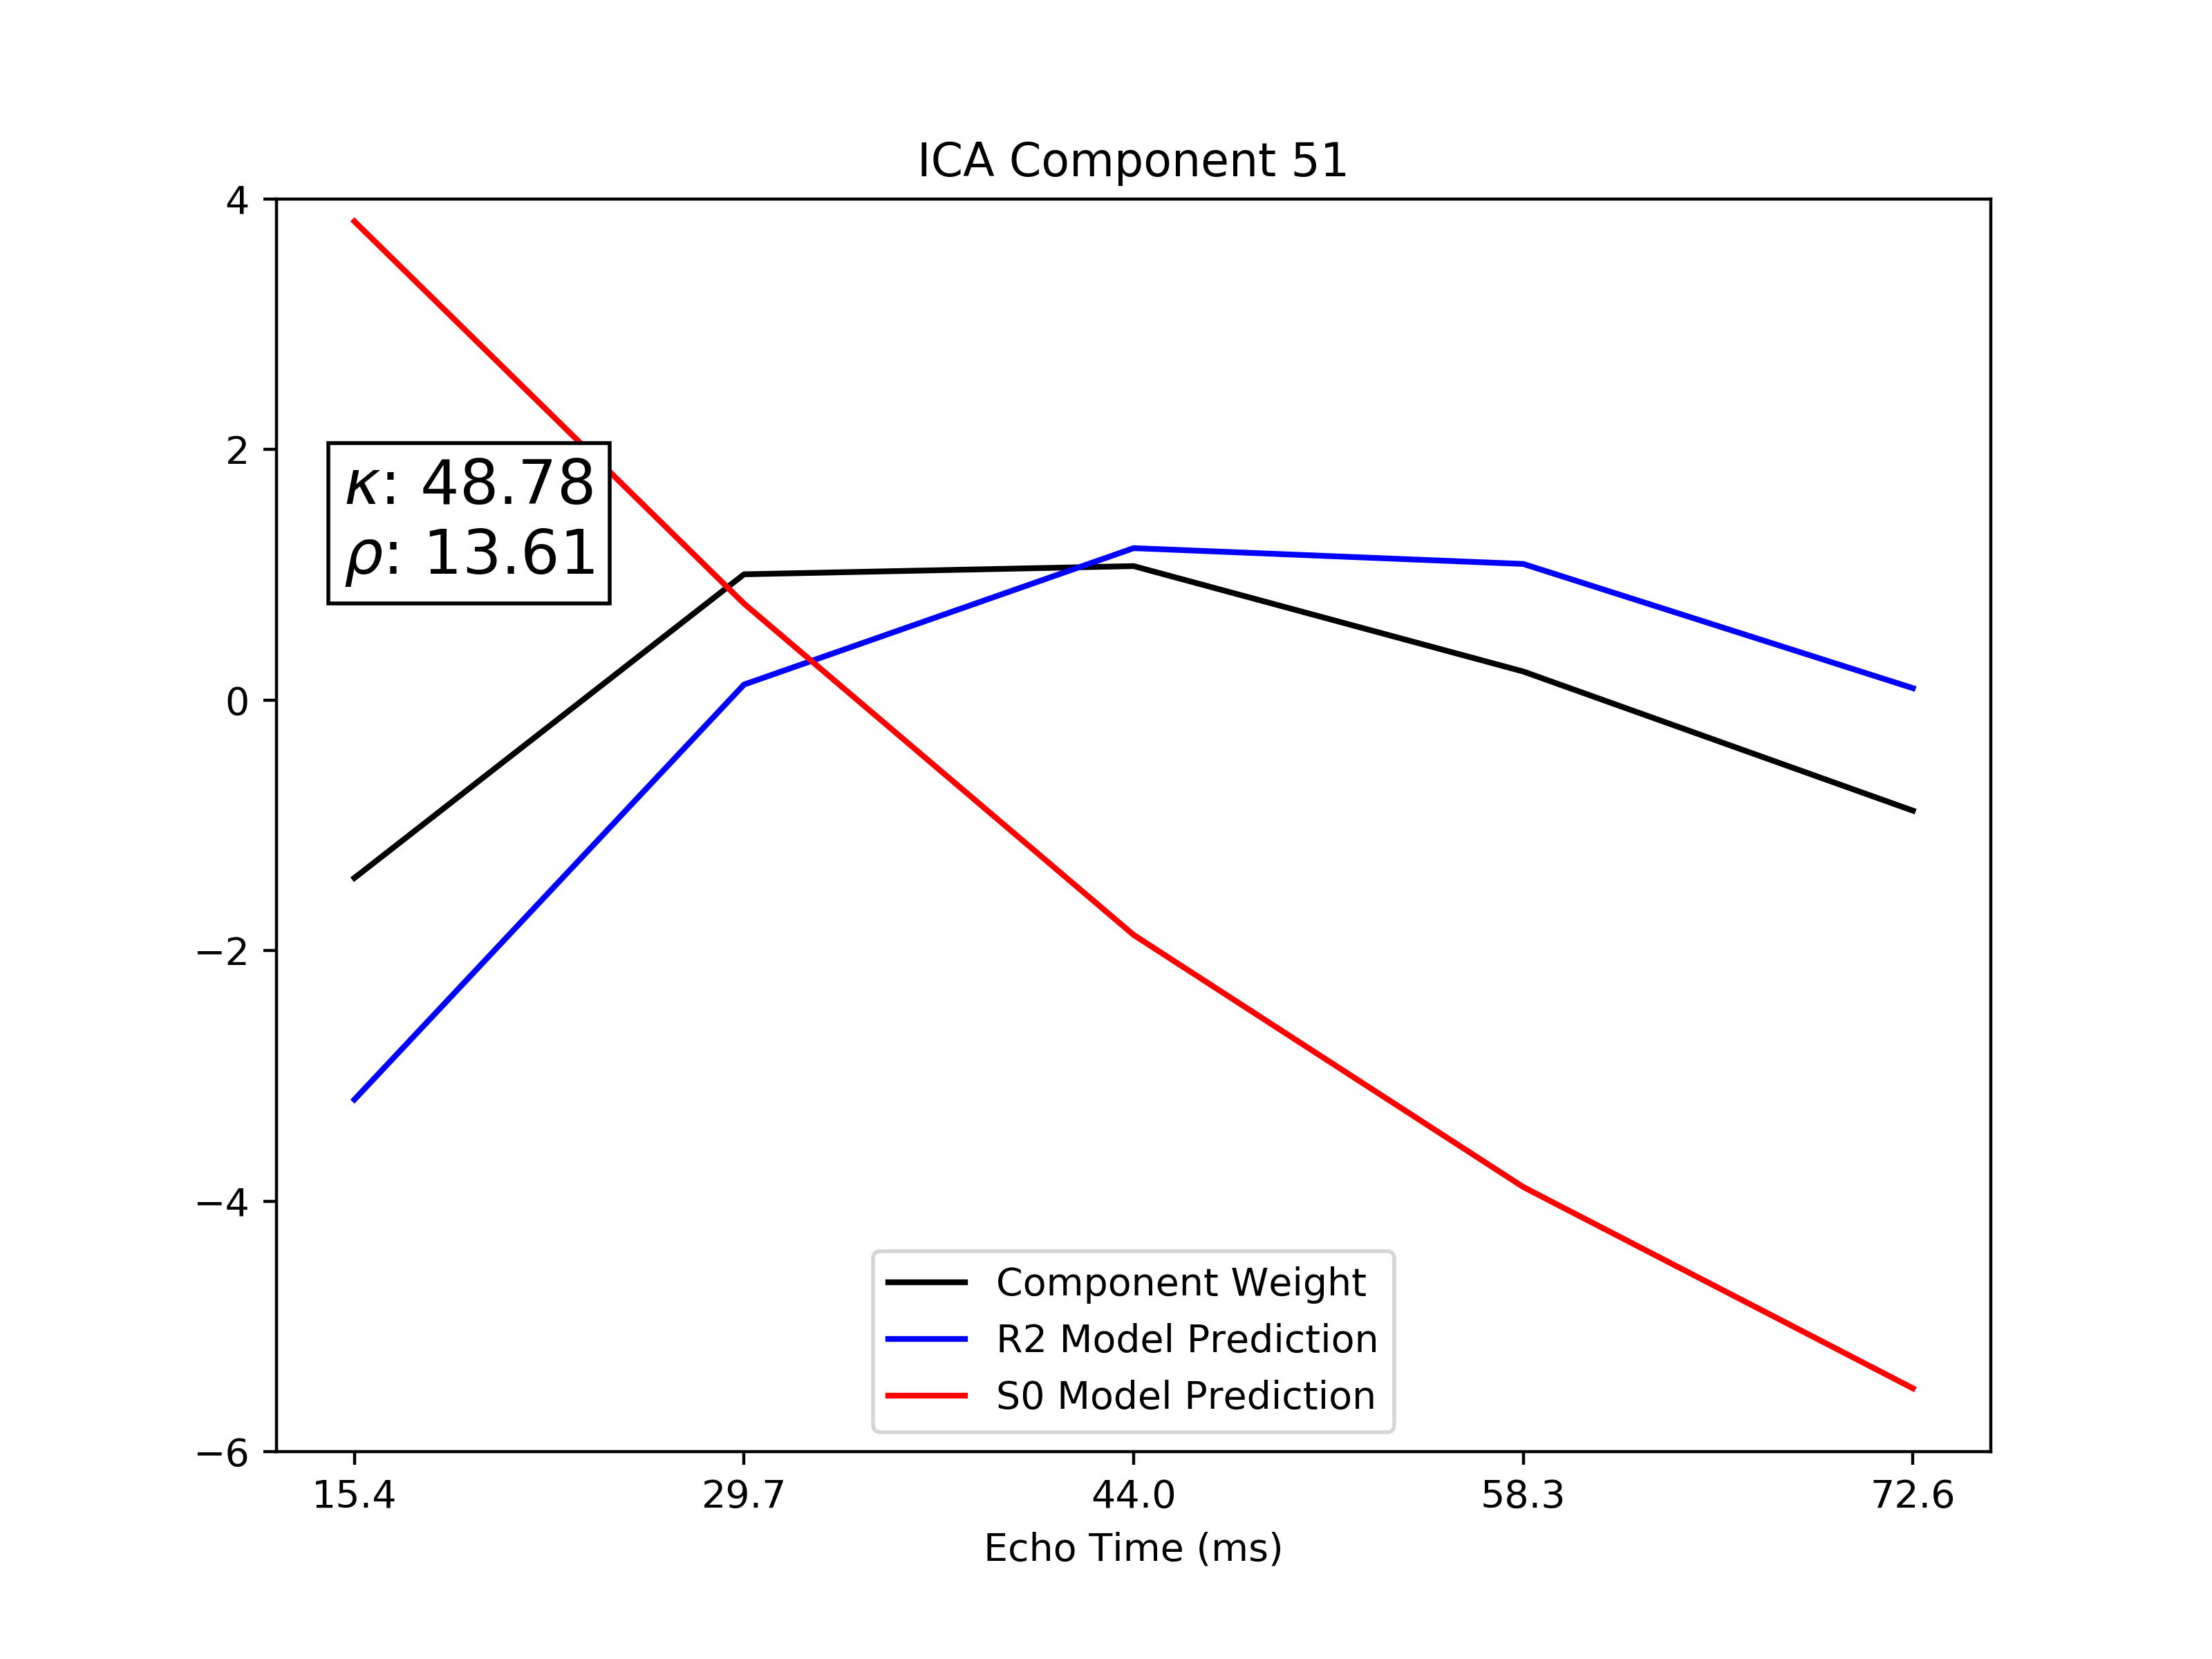 ICA Component 51
4
2
0
−2
−4
−6
κ: 48.78
ρ: 13.61
Component Weight
R2 Model Prediction
S0 Model Prediction
15.4 29.7 44.0 58.3 72.6
Echo Time (ms)